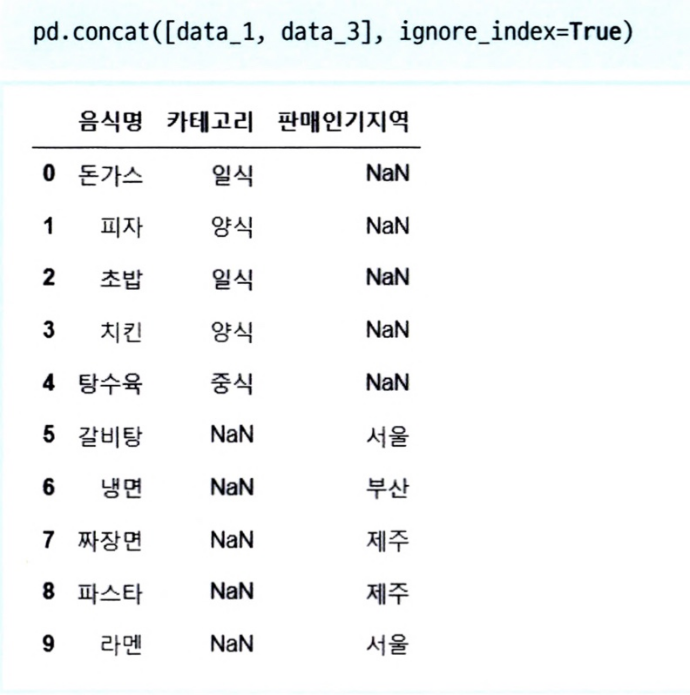 pd.concat([data_1, data_3], ignore_index=True)
음식명 카테고리 판매인기지역
0 돈가스 일식 NaN
1 피자 양식 NaN
2 초밥 일식 NaN
3 치킨 양식 NaN
4 탕수육 중식 NaN
5 갈비탕 NaN 서울
6 냉면 NaN 부산
7 짜장면 NaN 제주
8 파스타 NaN 제주
9 라멘 NaN 서울